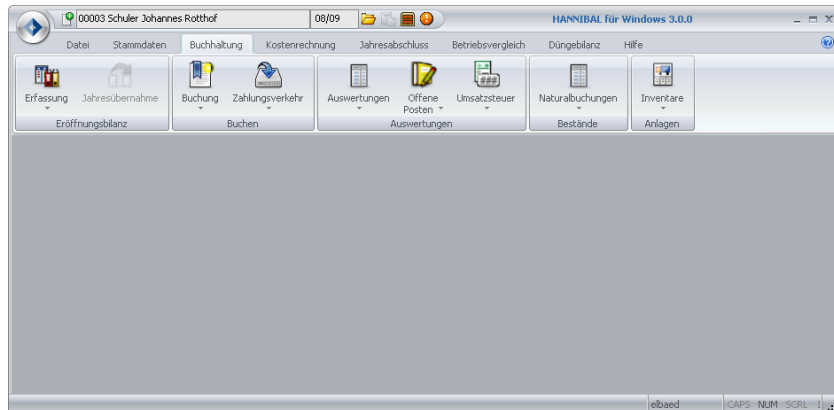 00003 Schuler Johannes Rotthof 08/09 HANNIBAL für Windows 3.0.0
Datei Stammdaten Buchhaltung Kostenrechnung Jahresabschluss Betriebsvergleich Düngebilanz Hilfe
Erfassung Jahresübernahme Buchung Zahlungsverkehr Auswertungen Offene Posten Umsatzsteuer Naturalbuchungen Inventare
Eröffnungsbilanz Buchen Auswertungen Bestände Anlagen
elbaed CAPS NUM SCRL